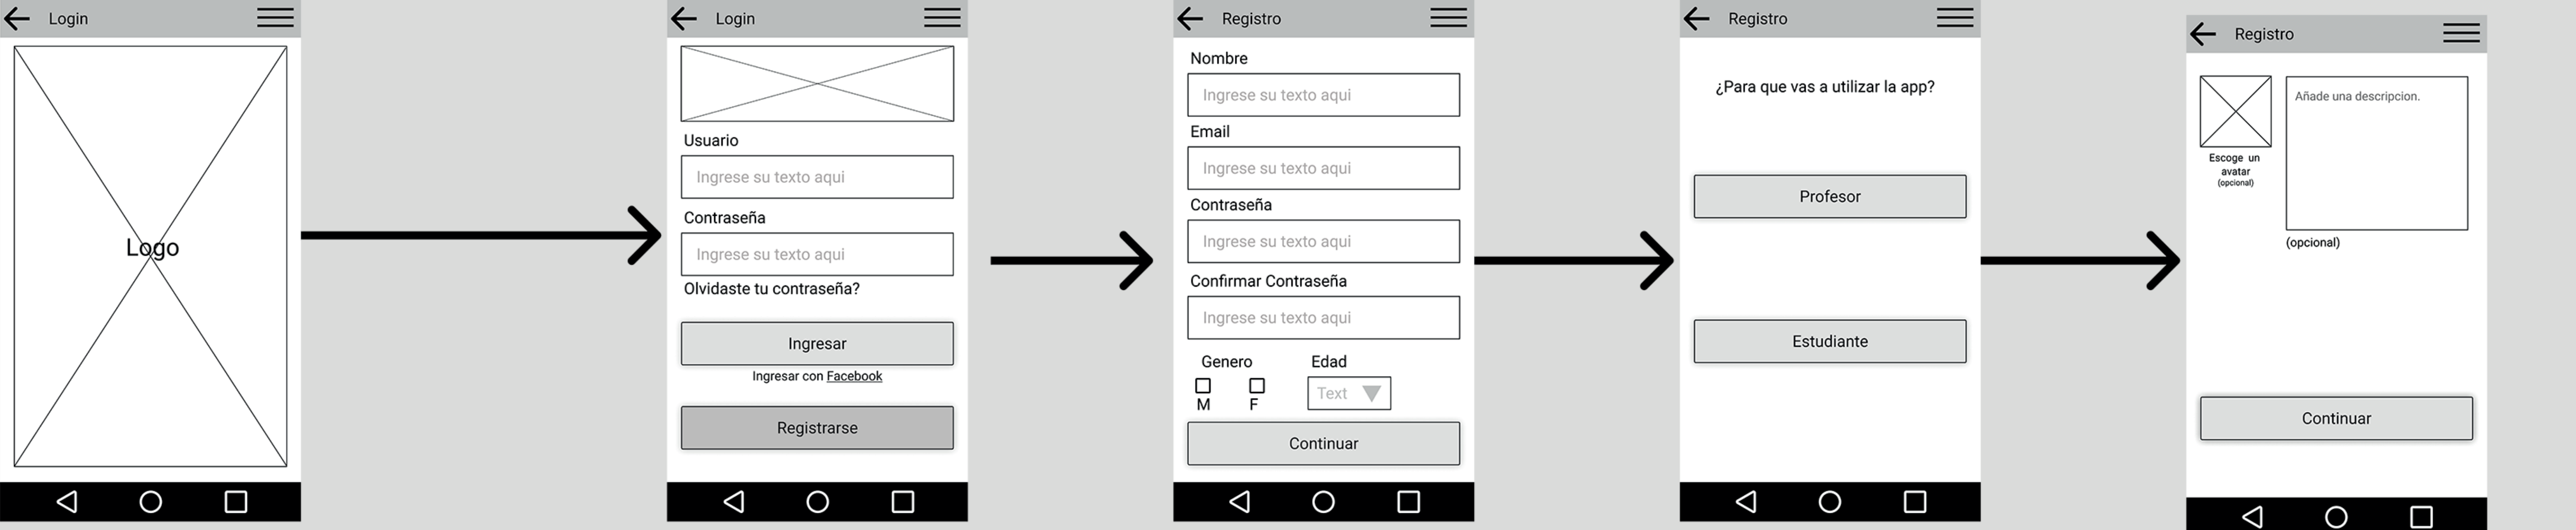 Login
Logo
Login
Usuario
Ingrese su texto aqui
Contraseña
Ingrese su texto aqui
Olvidaste tu contraseña?
Ingresar
Ingresar con Facebook
Registrarse
Registro
Nombre
Ingrese su texto aqui
Email
Ingrese su texto aqui
Contraseña
Ingrese su texto aqui
Confirmar Contraseña
Ingrese su texto aqui
Genero Edad
M F Text
Continuar
Registro
¿Para que vas a utilizar la app?
Profesor
Estudiante
Registro
Escoge un
avatar
(opcional)
Añade una descripcion.
(opcional)
Continuar